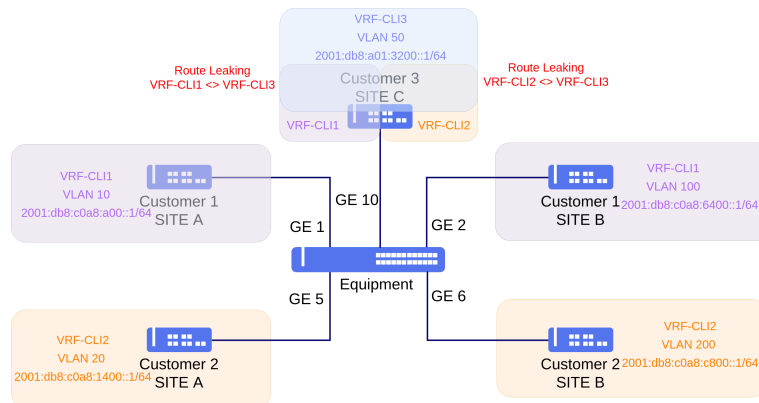 VRF-CLI3
VLAN 50
2001:db8:a01:3200::1/64
Route Leaking
VRF-CLI1 <> VRF-CLI3
Route Leaking
VRF-CLI2 <> VRF-CLI3
Customer 3
SITE C
VRF-CLI1
VRF-CLI2
VRF-CLI1
VLAN 10
2001:db8:c0a8:a00::1/64
Customer 1
SITE A
VRF-CLI1
VLAN 100
2001:db8:c0a8:6400::1/64
Customer 1
SITE B
GE 10
GE 1
GE 2
Equipment
GE 5
GE 6
VRF-CLI2
VLAN 20
2001:db8:c0a8:1400::1/64
Customer 2
SITE A
VRF-CLI2
VLAN 200
2001:db8:c0a8:c800::1/64
Customer 2
SITE B